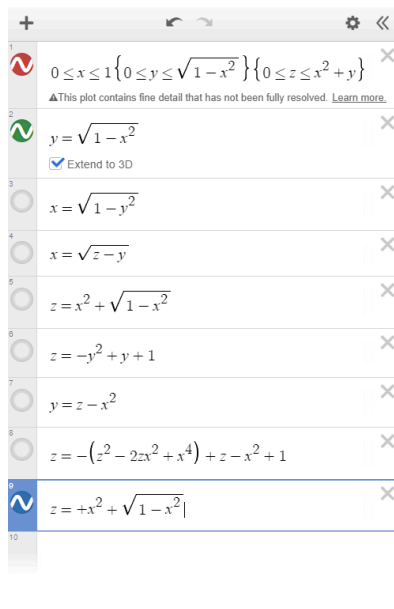 1
0 ≤ x ≤ 1{0 ≤ y ≤ √(1 − x²)}{0 ≤ z ≤ x² + y}
This plot contains fine detail that has not been fully resolved. Learn more.
2
y = √(1 − x²)
Extend to 3D
3
x = √(1 − y²)
4
x = √(z − y)
5
z = x² + √(1 − x²)
6
z = −y² + y + 1
7
y = z − x²
8
z = −(z² − 2zx² + x⁴) + z − x² + 1
9
z = +x² + √(1 − x²)
10